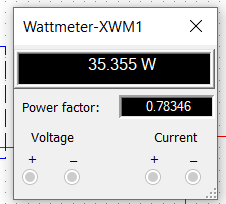 Wattmeter-XWM1
35.355 W
Power factor: 0.78346
Voltage Current
+ – + –